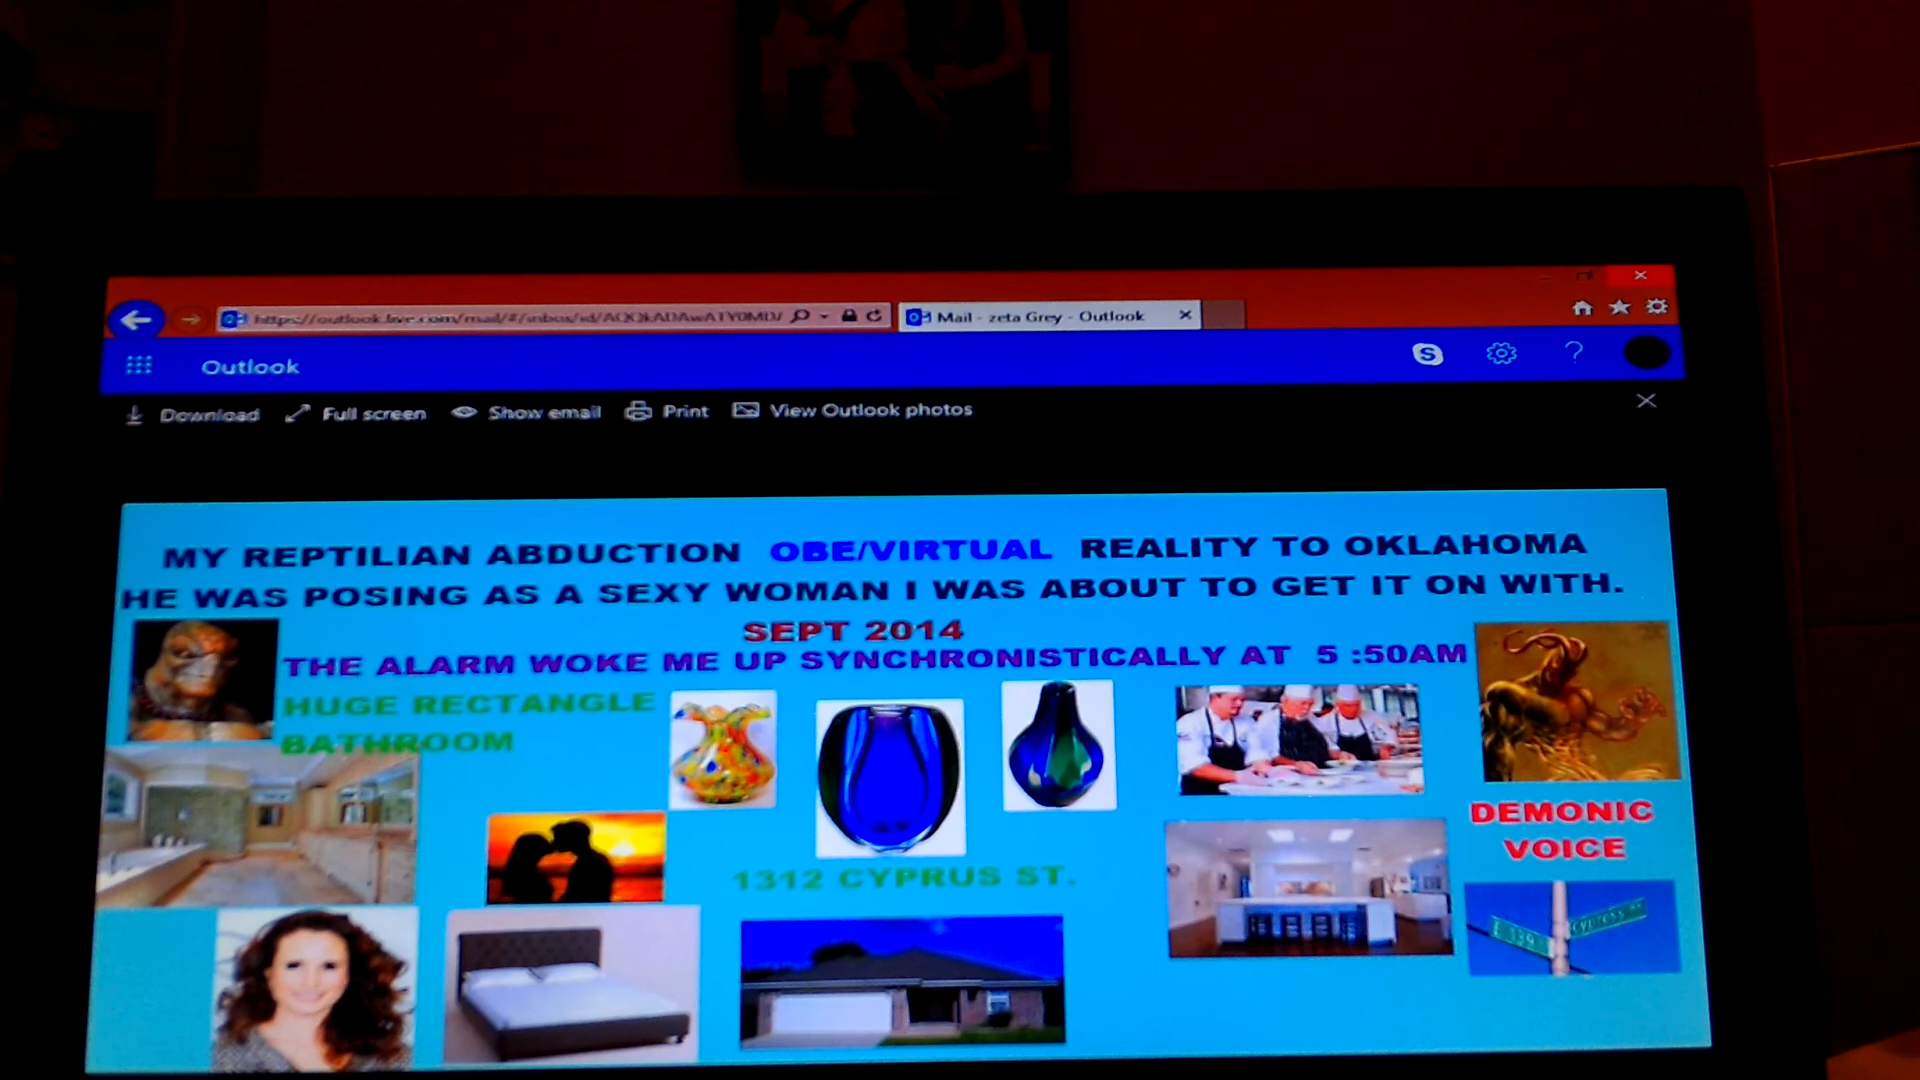 Mail - zeta Grey - Outlook
Outlook
Download Full screen Show email Print View Outlook photos
MY REPTILIAN ABDUCTION OBE/VIRTUAL REALITY TO OKLAHOMA
HE WAS POSING AS A SEXY WOMAN I WAS ABOUT TO GET IT ON WITH.
SEPT 2014
THE ALARM WOKE ME UP SYNCHRONISTICALLY AT 5 :50AM
HUGE RECTANGLE
BATHROOM
DEMONIC
VOICE
1312 CYPRUS ST.
E 139
Cypress